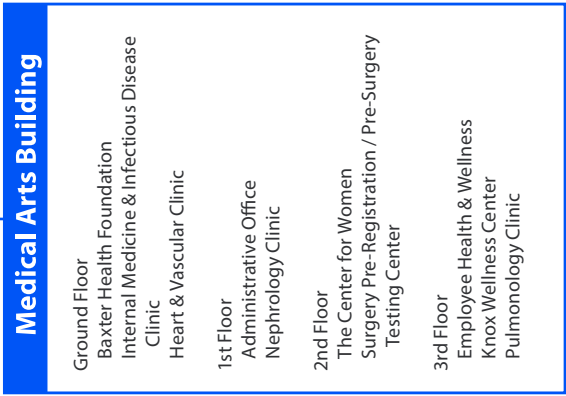 Medical Arts Building
Ground Floor
Baxter Health Foundation
Internal Medicine & Infectious Disease
Clinic
Heart & Vascular Clinic
1st Floor
Administrative Office
Nephrology Clinic
2nd Floor
The Center for Women
Surgery Pre-Registration / Pre-Surgery
Testing Center
3rd Floor
Employee Health & Wellness
Knox Wellness Center
Pulmonology Clinic